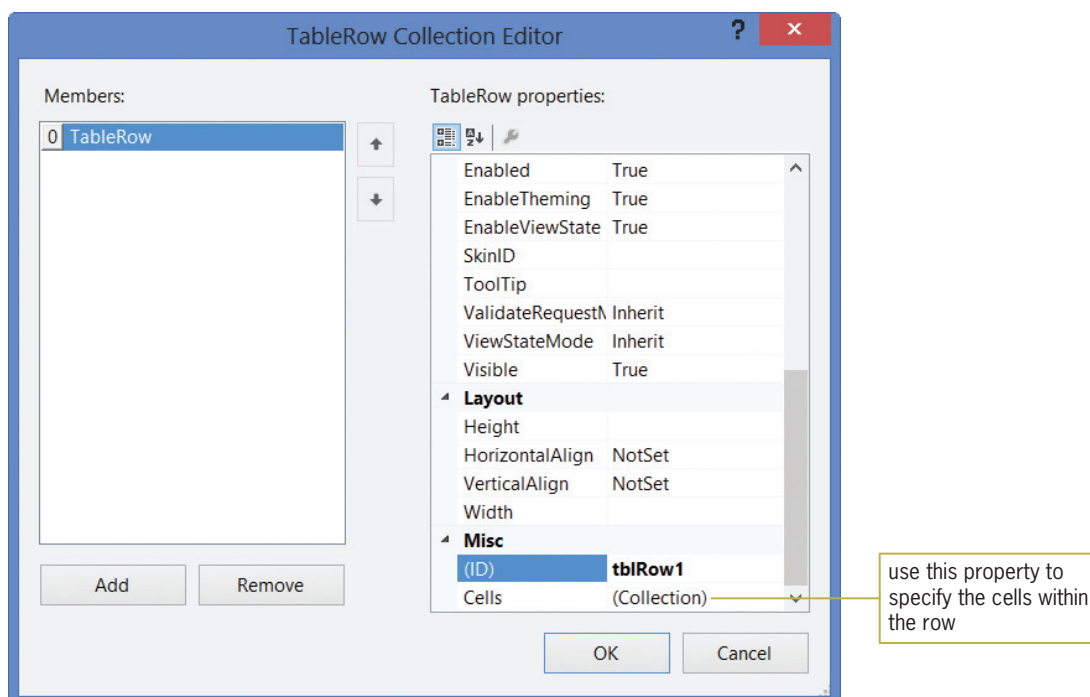 TableRow Collection Editor
?
x
Members:
0 TableRow
Add
Remove
TableRow properties:
Enabled True
EnableTheming True
EnableViewState True
SkinID
ToolTip
ValidateRequestM Inherit
ViewStateMode Inherit
Visible True
Layout
Height
HorizontalAlign NotSet
VerticalAlign NotSet
Width
Misc
(ID) tblRow1
Cells (Collection)
OK
Cancel
use this property to
specify the cells within
the row